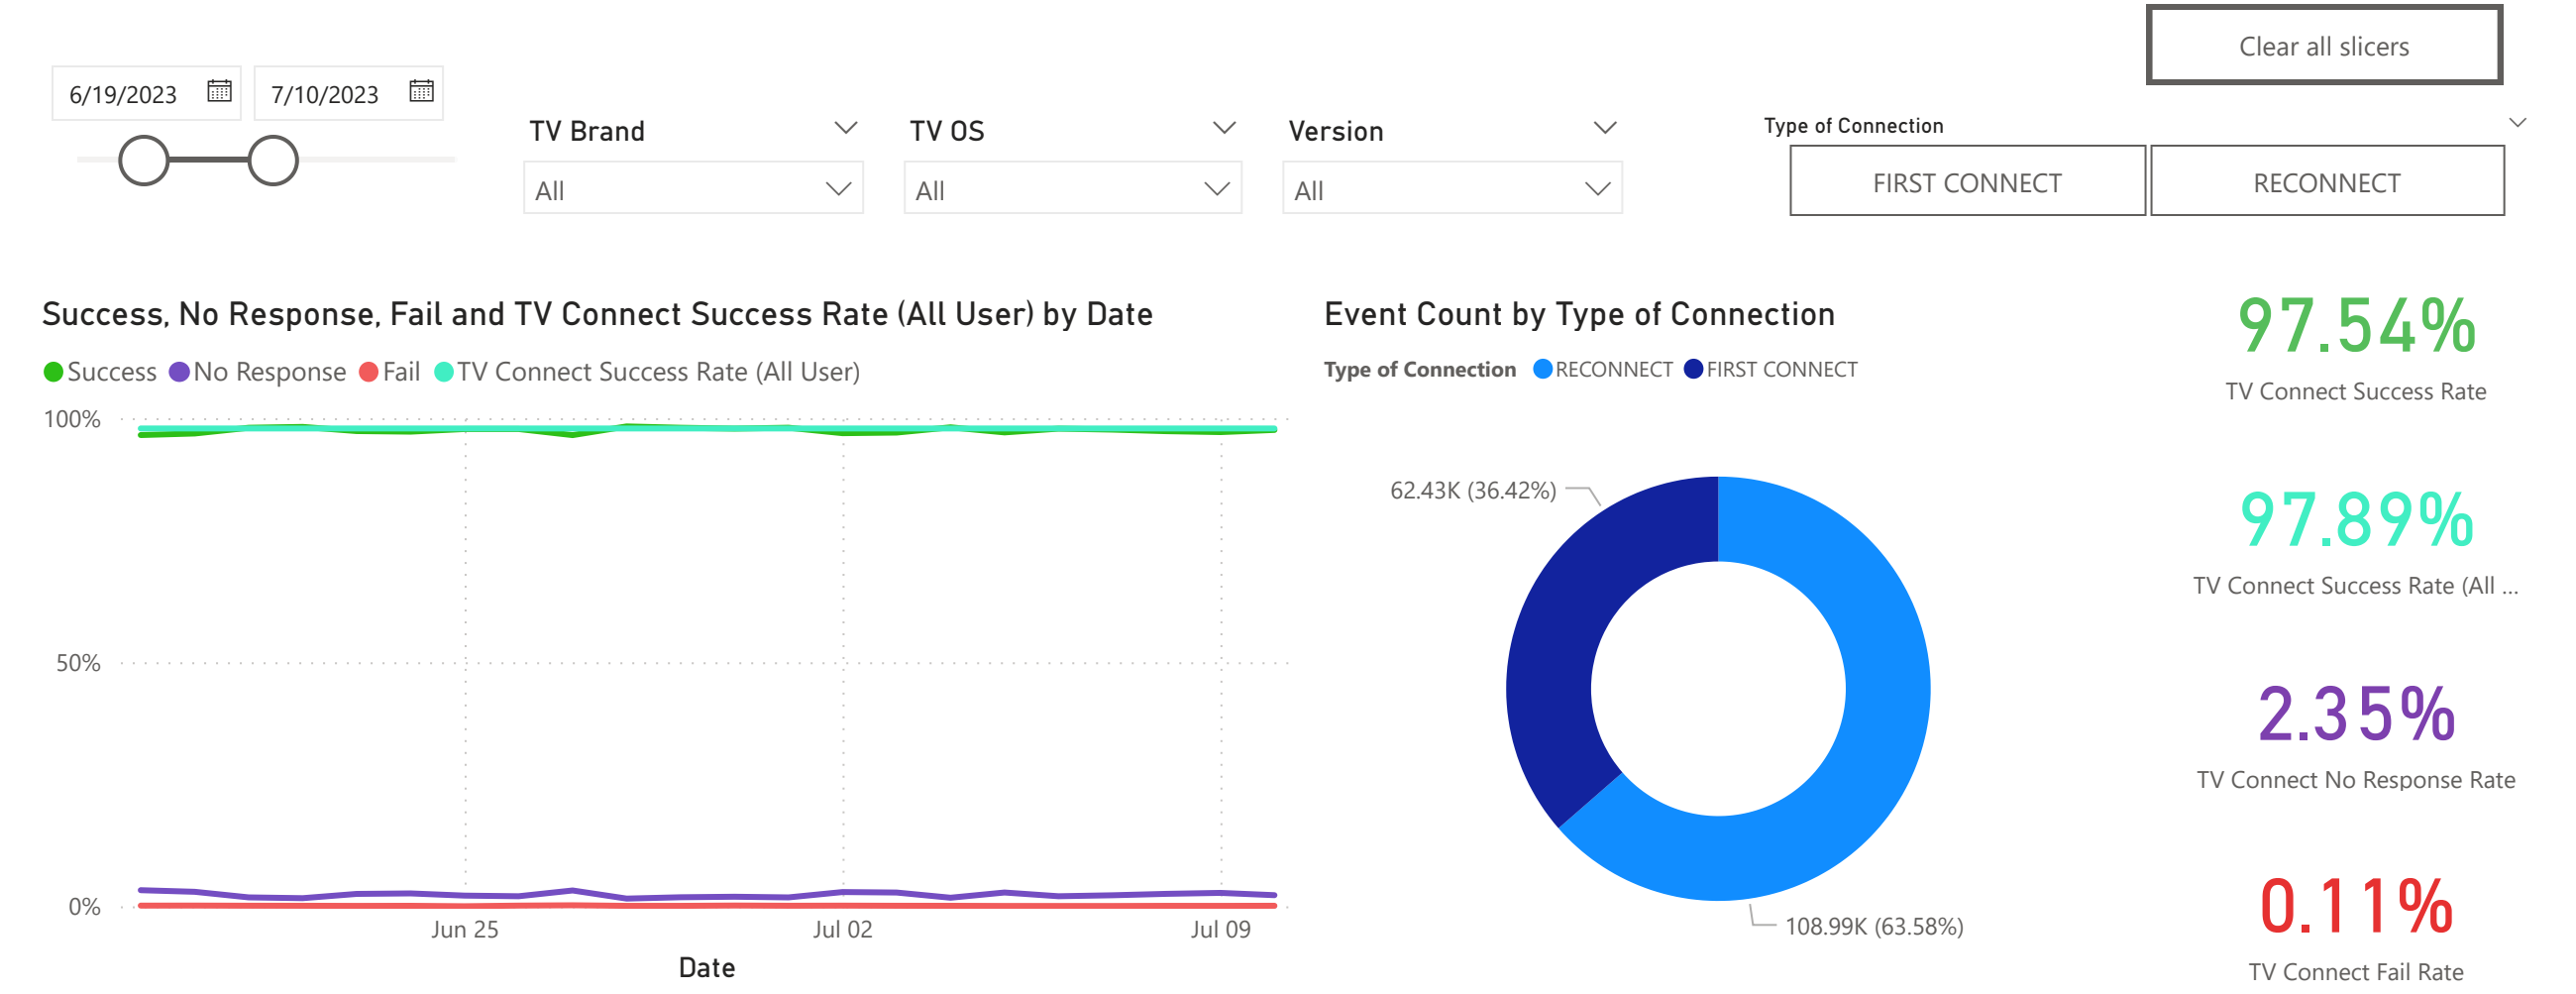 Clear all slicers
6/19/2023 7/10/2023
TV Brand
All
TV OS
All
Version
All
Type of Connection
FIRST CONNECT RECONNECT
Success, No Response, Fail and TV Connect Success Rate (All User) by Date
Success No Response Fail TV Connect Success Rate (All User)
100%
50%
0%
Jun 25 Jul 02 Jul 09
Date
Event Count by Type of Connection
Type of Connection RECONNECT FIRST CONNECT
62.43K (36.42%)
108.99K (63.58%)
97.54%
TV Connect Success Rate
97.89%
TV Connect Success Rate (All ...
2.35%
TV Connect No Response Rate
0.11%
TV Connect Fail Rate